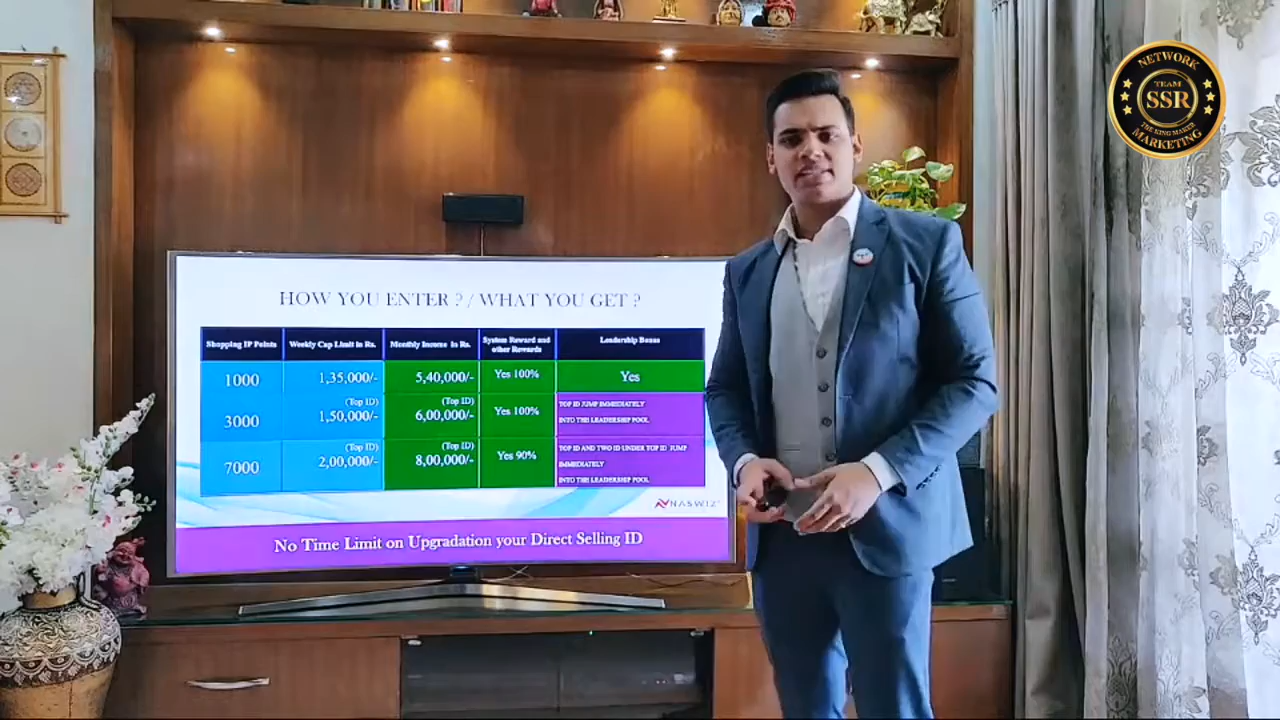 NETWORK
TEAM
SSR
THE KING MAKER
MARKETING
HOW YOU ENTER ? / WHAT YOU GET ?
Shopping IP Points
Weekly Cap Limit in Rs.
Monthly Income in Rs.
System Reward and
other Rewards
Leadership Bonus
1000
1,35,000/-
5,40,000/-
Yes 100%
Yes
3000
(Top ID)
1,50,000/-
(Top ID)
6,00,000/-
Yes 100%
TOP ID JUMP IMMEDIATELY
INTO THE LEADERSHIP POOL
7000
(Top ID)
2,00,000/-
(Top ID)
8,00,000/-
Yes 90%
TOP ID AND TWO ID UNDER TOP ID JUMP
IMMEDIATELY
INTO THE LEADERSHIP POOL
NASWIZ
No Time Limit on Upgradation your Direct Selling ID